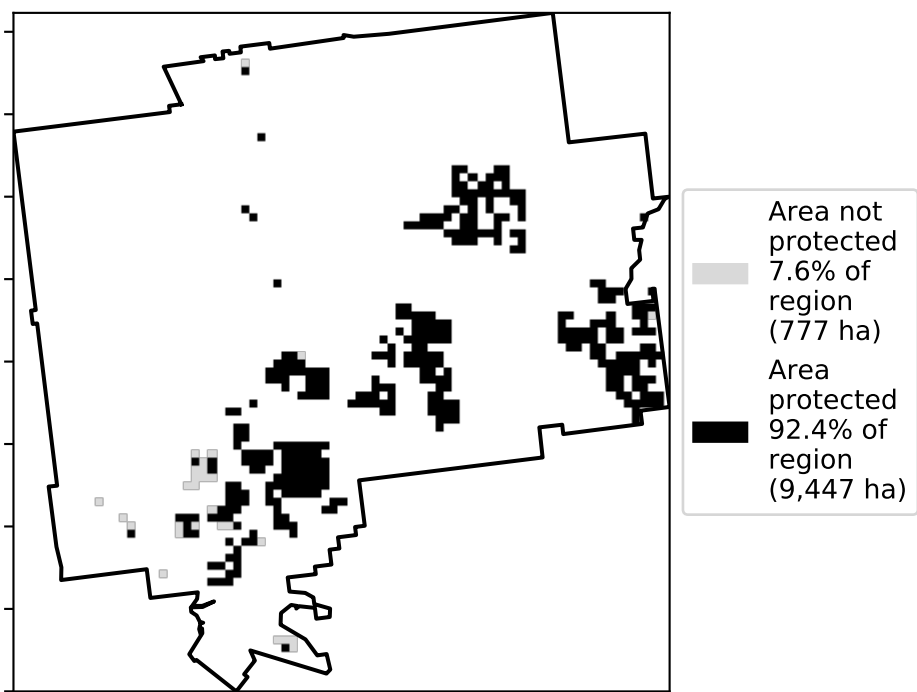 Area not
protected
7.6% of
region
(777 ha)
Area
protected
92.4% of
region
(9,447 ha)